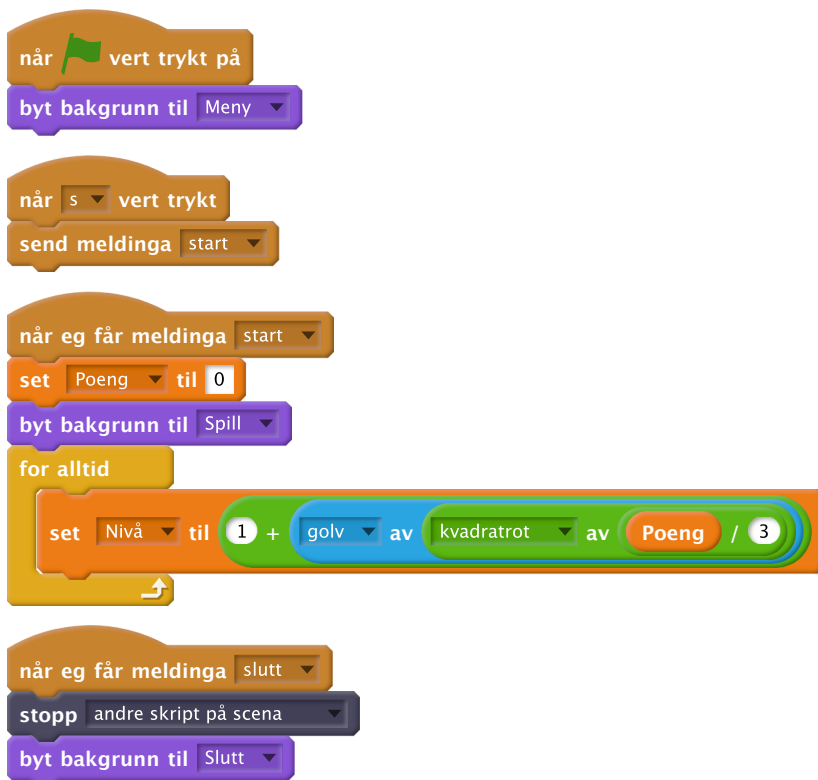 når vert trykt på
byt bakgrunn til Meny
når s vert trykt
send meldinga start
når eg får meldinga start
set Poeng til 0
byt bakgrunn til Spill
for alltid
set Nivå til 1 + golv av kvadratrot av Poeng / 3
når eg får meldinga slutt
stopp andre skript på scena
byt bakgrunn til Slutt